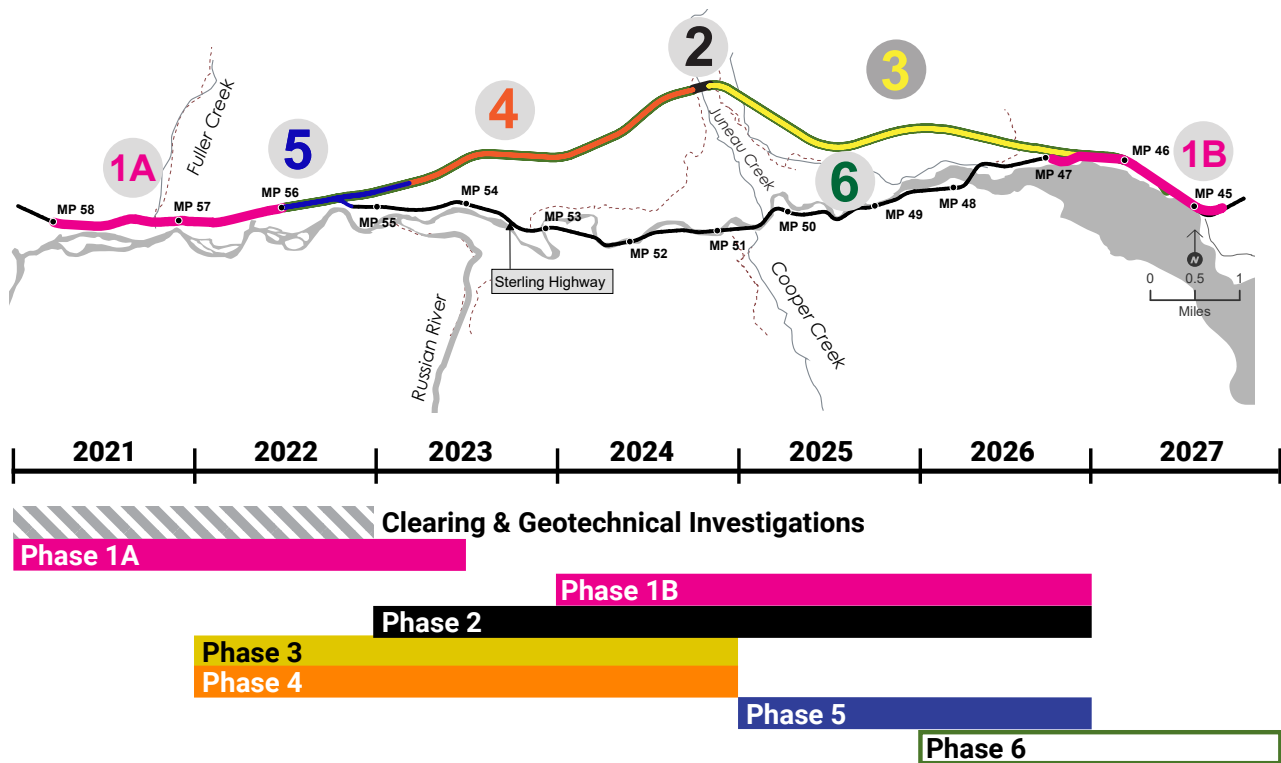 2
3
4
Fuller Creek
Juneau Creek
5
1A
1B
6
MP 58
MP 57
MP 56
MP 55
MP 54
MP 53
MP 52
MP 51
MP 50
MP 49
MP 48
MP 47
MP 46
MP 45
Sterling Highway
Russian River
Cooper Creek
N
0 0.5 1
Miles
2021 2022 2023 2024 2025 2026 2027
Clearing & Geotechnical Investigations
Phase 1A
Phase 1B
Phase 2
Phase 3
Phase 4
Phase 5
Phase 6